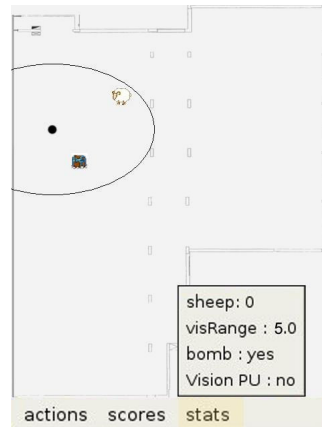 sheep: 0
visRange : 5.0
bomb : yes
Vision PU : no
actions scores stats